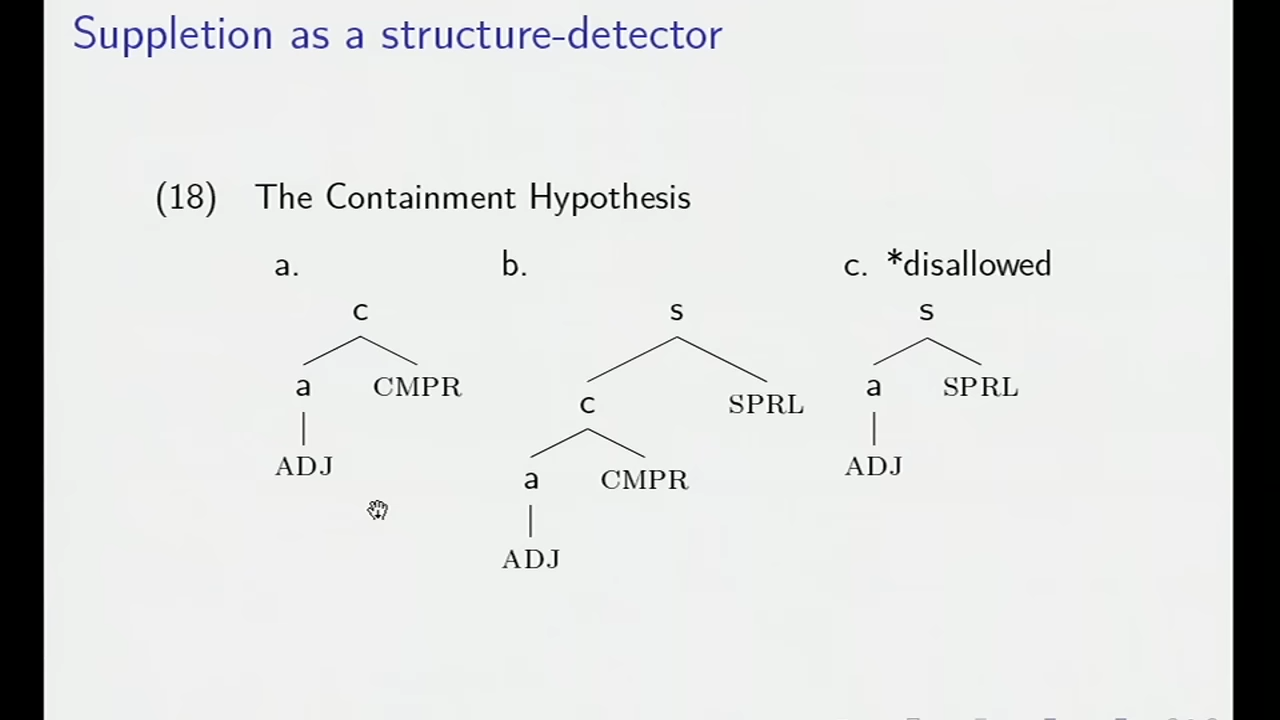 Suppletion as a structure-detector
(18) The Containment Hypothesis
a. b. c. *disallowed
c s s
a CMPR c SPRL a SPRL
ADJ a CMPR ADJ
ADJ